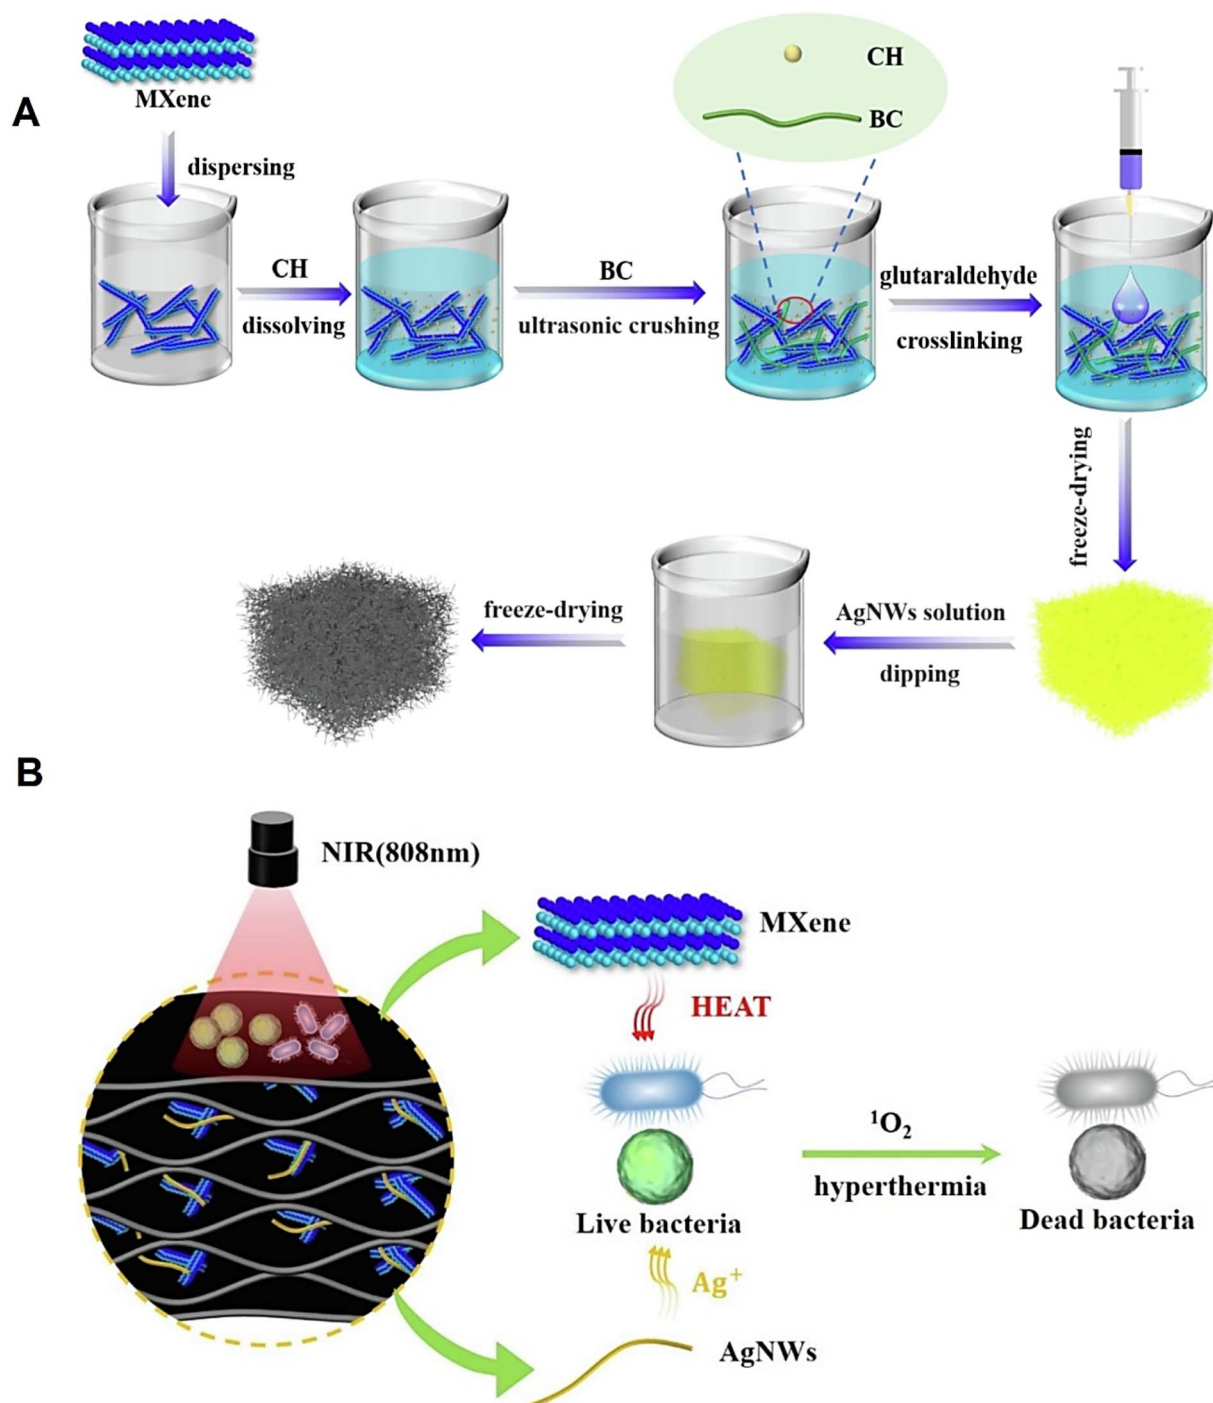 A
MXene
dispersing
CH
dissolving
BC
ultrasonic crushing
CH
BC
glutaraldehyde
crosslinking
freeze-drying
AgNWs solution
dipping
freeze-drying
B
NIR(808nm)
MXene
HEAT
Live bacteria
¹O₂
hyperthermia
Dead bacteria
Ag⁺
AgNWs